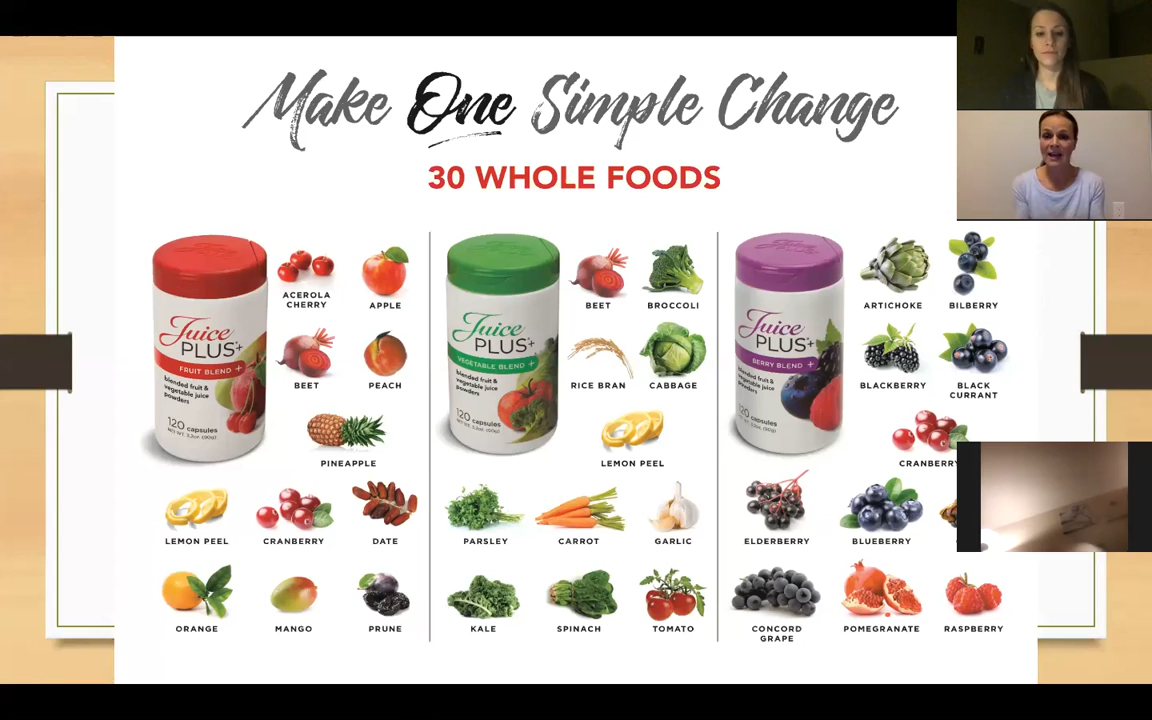 Make One Simple Change
30 WHOLE FOODS
Juice
PLUS+
FRUIT BLEND +
blended fruit &
vegetable juice
powders
120 capsules
ACEROLA
CHERRY
APPLE
BEET
PEACH
PINEAPPLE
LEMON PEEL
CRANBERRY
DATE
ORANGE
MANGO
PRUNE
Juice
PLUS+
VEGETABLE BLEND +
blended fruit &
vegetable juice
powders
120 capsules
BEET
BROCCOLI
RICE BRAN
CABBAGE
LEMON PEEL
PARSLEY
CARROT
GARLIC
KALE
SPINACH
TOMATO
Juice
PLUS+
BERRY BLEND +
blended fruit &
vegetable juice
powders
120 capsules
ARTICHOKE
BILBERRY
BLACKBERRY
BLACK
CURRANT
CRANBERRY
ELDERBERRY
BLUEBERRY
CONCORD
GRAPE
POMEGRANATE
RASPBERRY